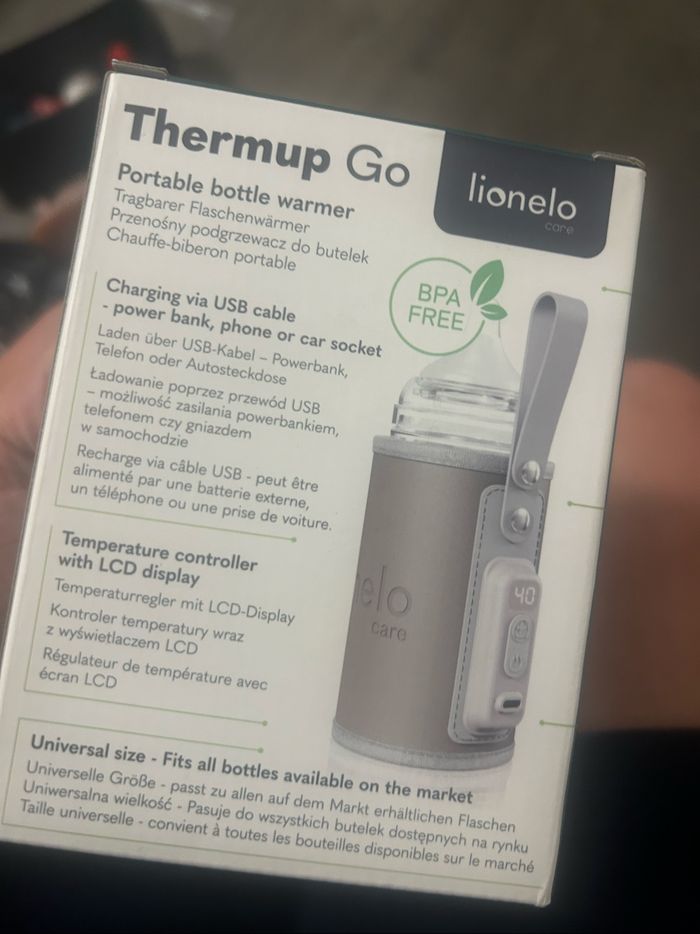 Thermup Go
lionelo
care
Portable bottle warmer
Tragbarer Flaschenwärmer
Przenośny podgrzewacz do butelek
Chauffe-biberon portable
BPA
FREE
Charging via USB cable
- power bank, phone or car socket
Laden über USB-Kabel – Powerbank,
Telefon oder Autosteckdose
Ładowanie poprzez przewód USB
– możliwość zasilania powerbankiem,
telefonem czy gniazdem
w samochodzie
Recharge via câble USB - peut être
alimenté par une batterie externe,
un téléphone ou une prise de voiture.
Temperature controller
with LCD display
Temperaturregler mit LCD-Display
Kontroler temperatury wraz
z wyświetlaczem LCD
Régulateur de température avec
écran LCD
elo
care
40
Universal size - Fits all bottles available on the market
Universelle Größe - passt zu allen auf dem Markt erhältlichen Flaschen
Uniwersalna wielkość - Pasuje do wszystkich butelek dostępnych na rynku
Taille universelle - convient à toutes les bouteilles disponibles sur le marché